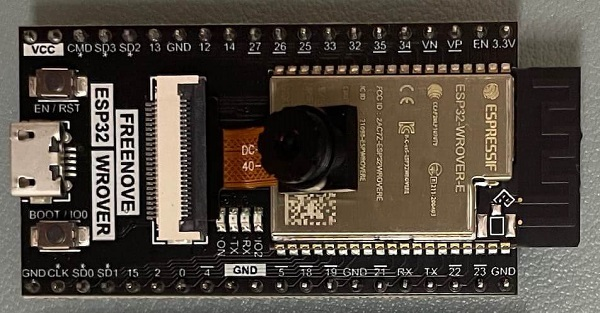 VCC CMD SD3 SD2 13 GND 12 14 27 26 25 33 32 35 34 VN VP EN 3.3V
EN / RST
BOOT / IO0
ESP32 WROVER
FREENOVE
DC-
40-
ON
TX
RX
IO2
ESPRESSIF
ESP32-WROVER-E
CE
FCC ID : 2AC7Z-ESP32WROVERE
GND CLK SD0 SD1 15 2 0 4 GND 5 18 19 GND 21 RX TX 22 23 GND